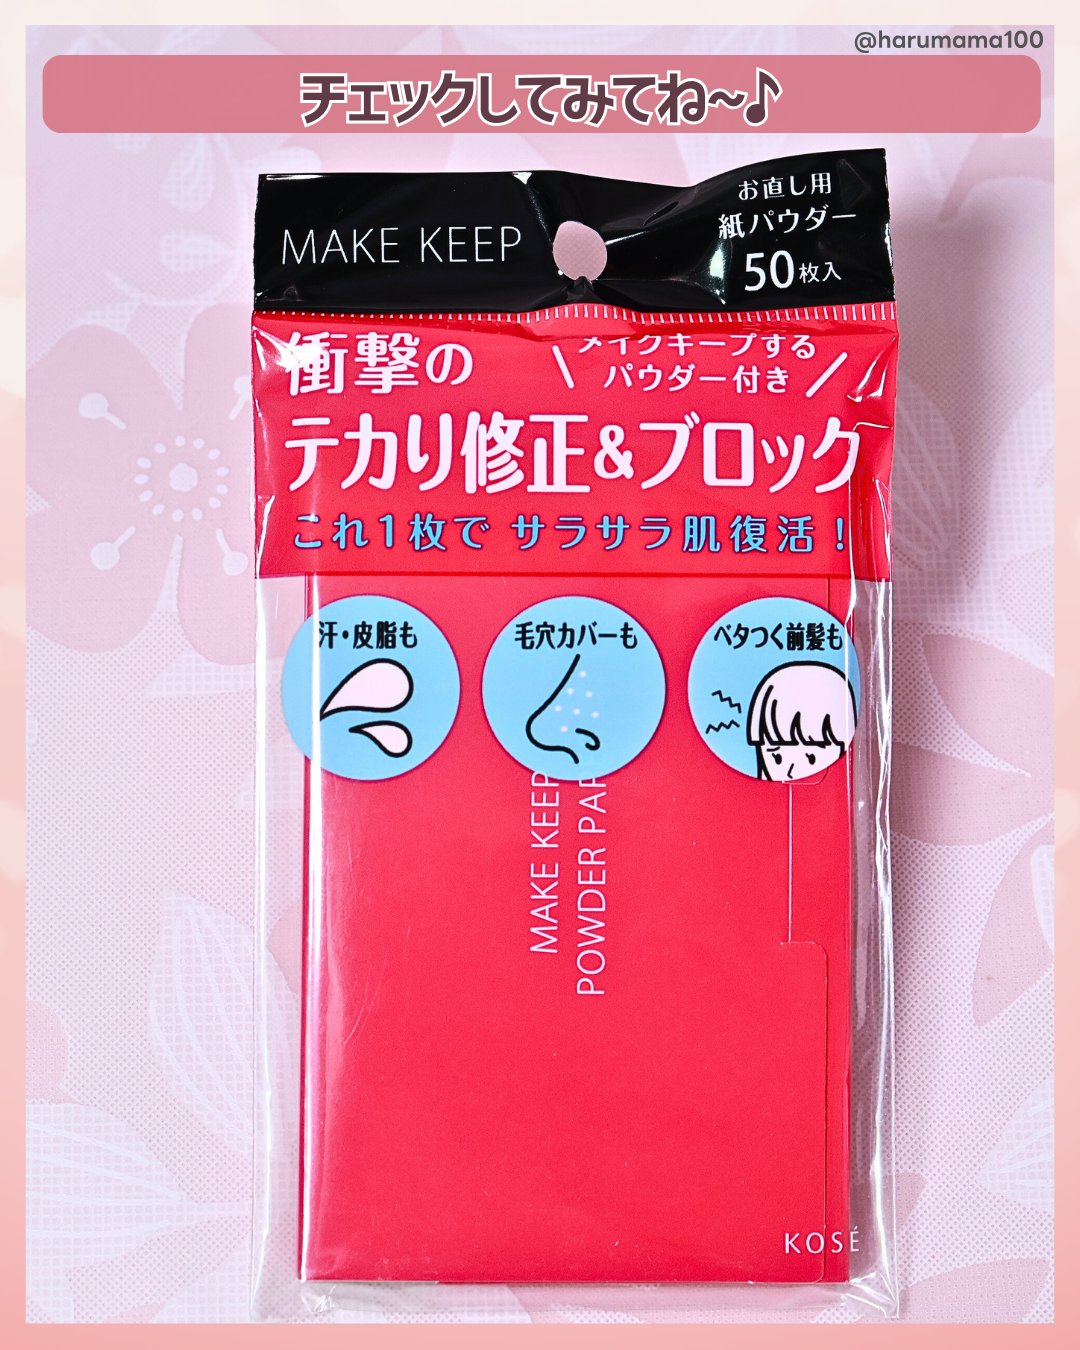 @harumama100
チェックしてみてね~♪
MAKE KEEP
お直し用
紙パウダー
50枚入
衝撃の
メイクキープする
パウダー付き
テカリ修正&ブロック
これ1枚で サラサラ肌復活！
汗・皮脂も
毛穴カバーも
ベタつく前髪も
MAKE KEEP
POWDER PAP
KOSÉ